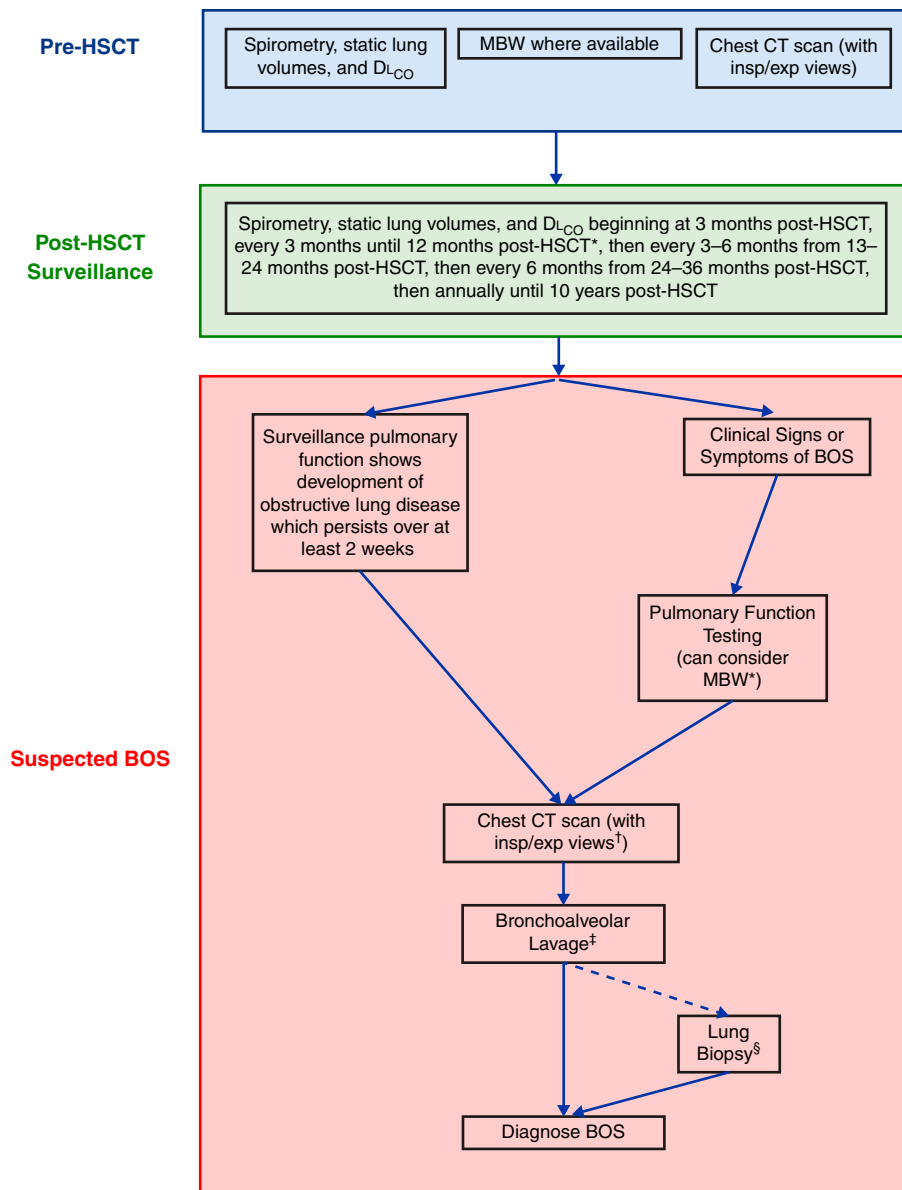 Pre-HSCT
Spirometry, static lung
volumes, and DLCO
MBW where available
Chest CT scan (with
insp/exp views)
Post-HSCT
Surveillance
Spirometry, static lung volumes, and DLCO beginning at 3 months post-HSCT,
every 3 months until 12 months post-HSCT*, then every 3–6 months from 13–
24 months post-HSCT, then every 6 months from 24–36 months post-HSCT,
then annually until 10 years post-HSCT
Suspected BOS
Surveillance pulmonary
function shows
development of
obstructive lung disease
which persists over at
least 2 weeks
Clinical Signs or
Symptoms of BOS
Pulmonary Function
Testing
(can consider
MBW*)
Chest CT scan (with
insp/exp views†)
Bronchoalveolar
Lavage‡
Lung
Biopsy§
Diagnose BOS